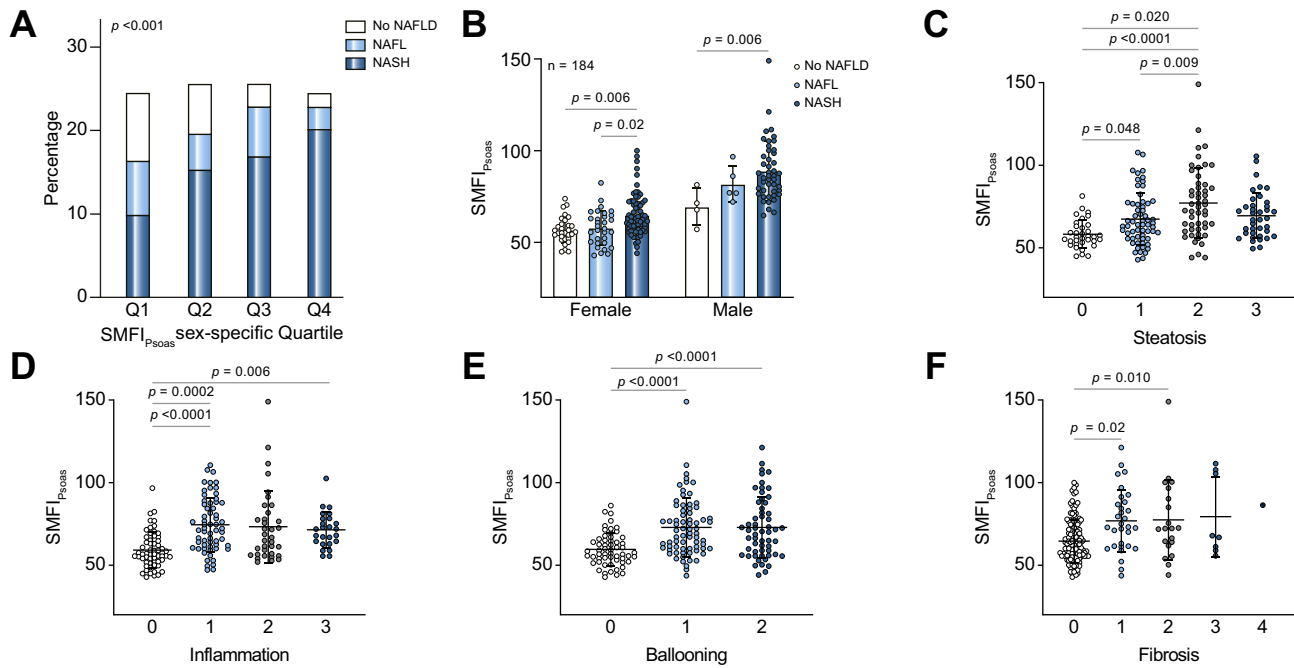 A
p <0.001
No NAFLD
NAFL
NASH
30
20
10
0
Percentage
Q1 Q2 Q3 Q4
SMFIPsoas sex-specific Quartile
B
n = 184
p = 0.006
p = 0.006
p = 0.02
No NAFLD
NAFL
NASH
150
100
50
SMFIPsoas
Female Male
C
p = 0.020
p <0.0001
p = 0.009
p = 0.048
150
100
50
SMFIPsoas
0 1 2 3
Steatosis
D
p = 0.006
p = 0.0002
p <0.0001
150
100
50
SMFIPsoas
0 1 2 3
Inflammation
E
p <0.0001
p <0.0001
150
100
50
SMFIPsoas
0 1 2
Ballooning
F
p = 0.010
p = 0.02
150
100
50
SMFIPsoas
0 1 2 3 4
Fibrosis